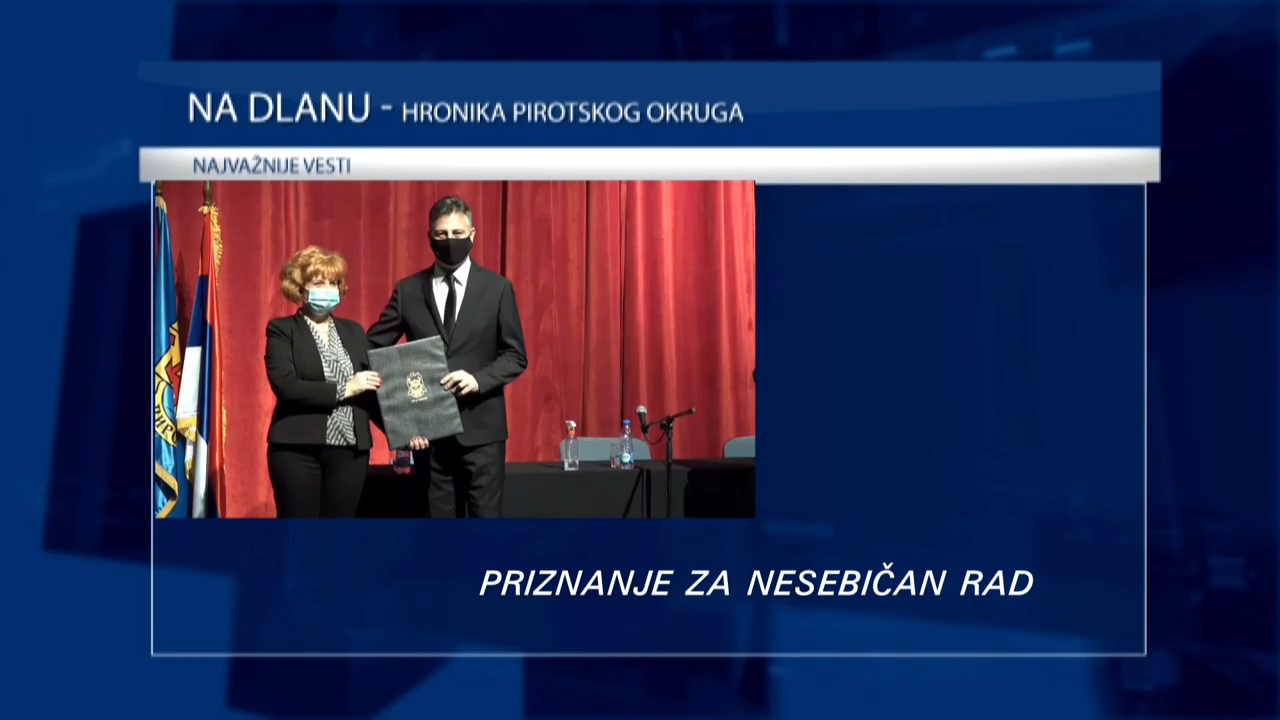 NA DLANU - HRONIKA PIROTSKOG OKRUGA
NAJVAŽNIJE VESTI
PRIZNANJE ZA NESEBIČAN RAD